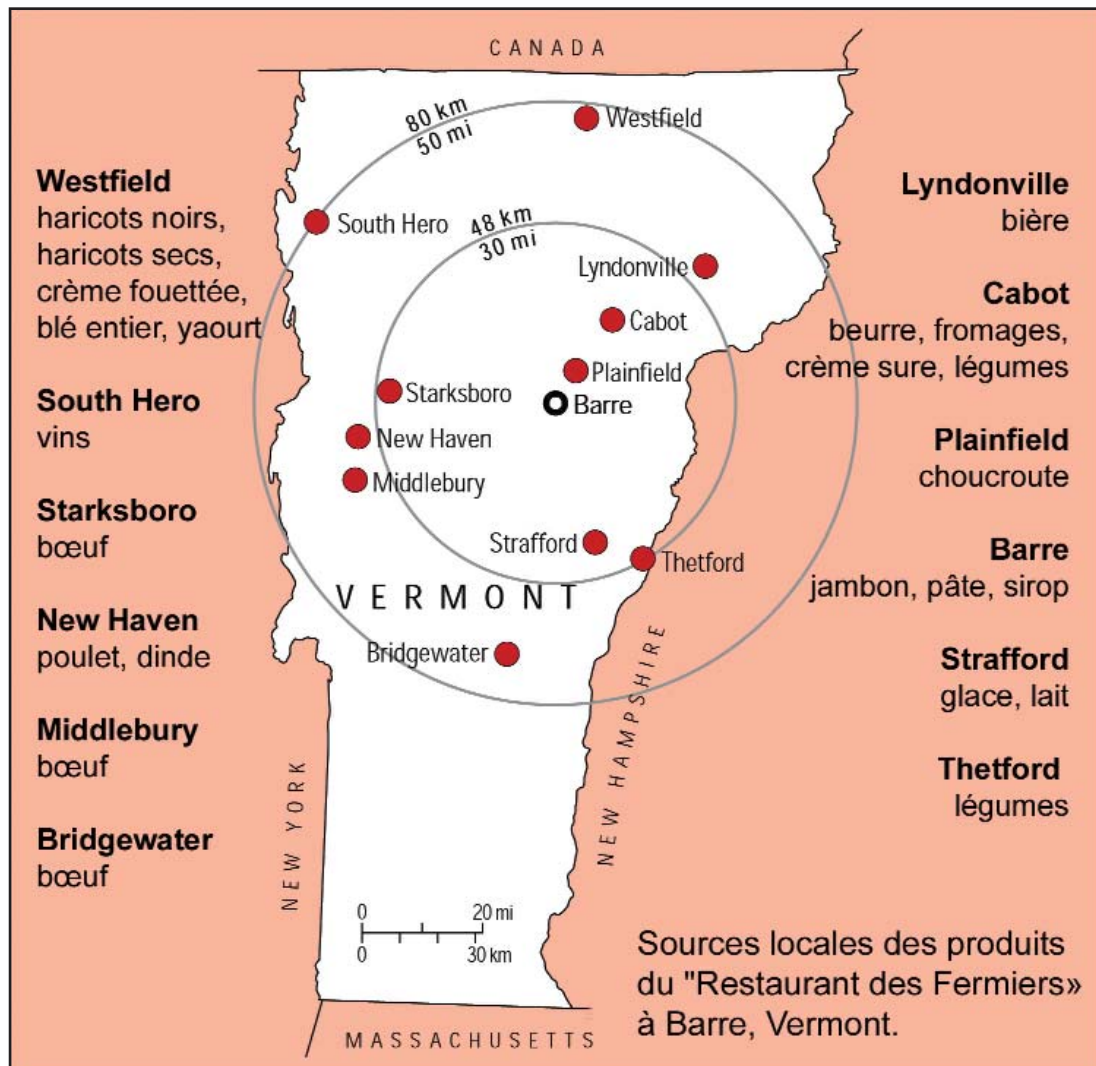 CANADA
80 km
50 mi
Westfield
South Hero
48 km
30 mi
Lyndonville
Cabot
Plainfield
Starksboro
Barre
New Haven
Middlebury
Strafford
Thetford
VERMONT
Bridgewater
NEW YORK
NEW HAMPSHIRE
0 20 mi
0 30 km
MASSACHUSETTS
Westfield
haricots noirs,
haricots secs,
crème fouettée,
blé entier, yaourt
South Hero
vins
Starksboro
bœuf
New Haven
poulet, dinde
Middlebury
bœuf
Bridgewater
bœuf
Lyndonville
bière
Cabot
beurre, fromages,
crème sure, légumes
Plainfield
choucroute
Barre
jambon, pâte, sirop
Strafford
glace, lait
Thetford
légumes
Sources locales des produits
du "Restaurant des Fermiers»
à Barre, Vermont.